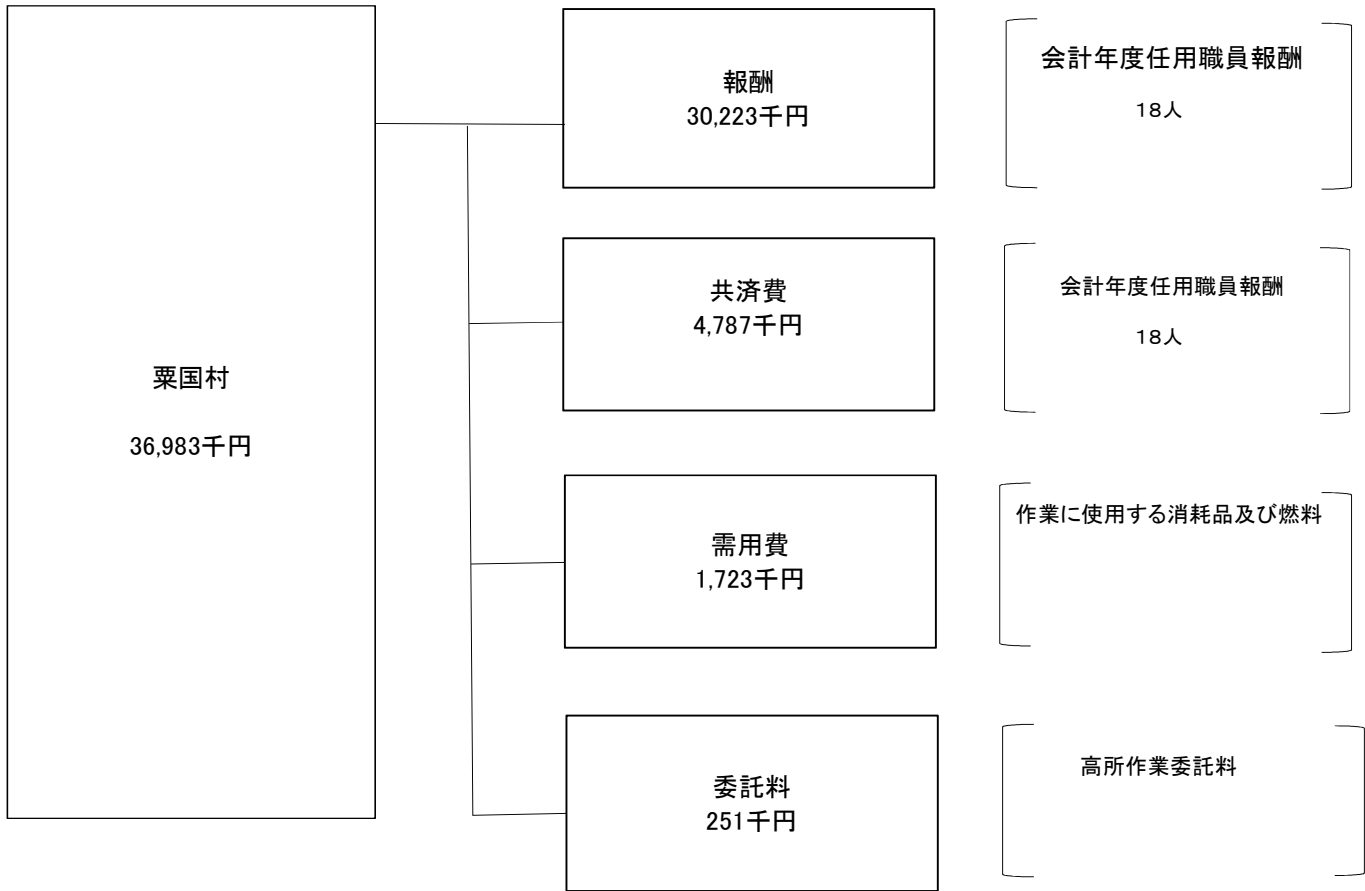 粟国村
36,983千円
報酬
30,223千円
会計年度任用職員報酬
18人
共済費
4,787千円
会計年度任用職員報酬
18人
需用費
1,723千円
作業に使用する消耗品及び燃料
委託料
251千円
高所作業委託料